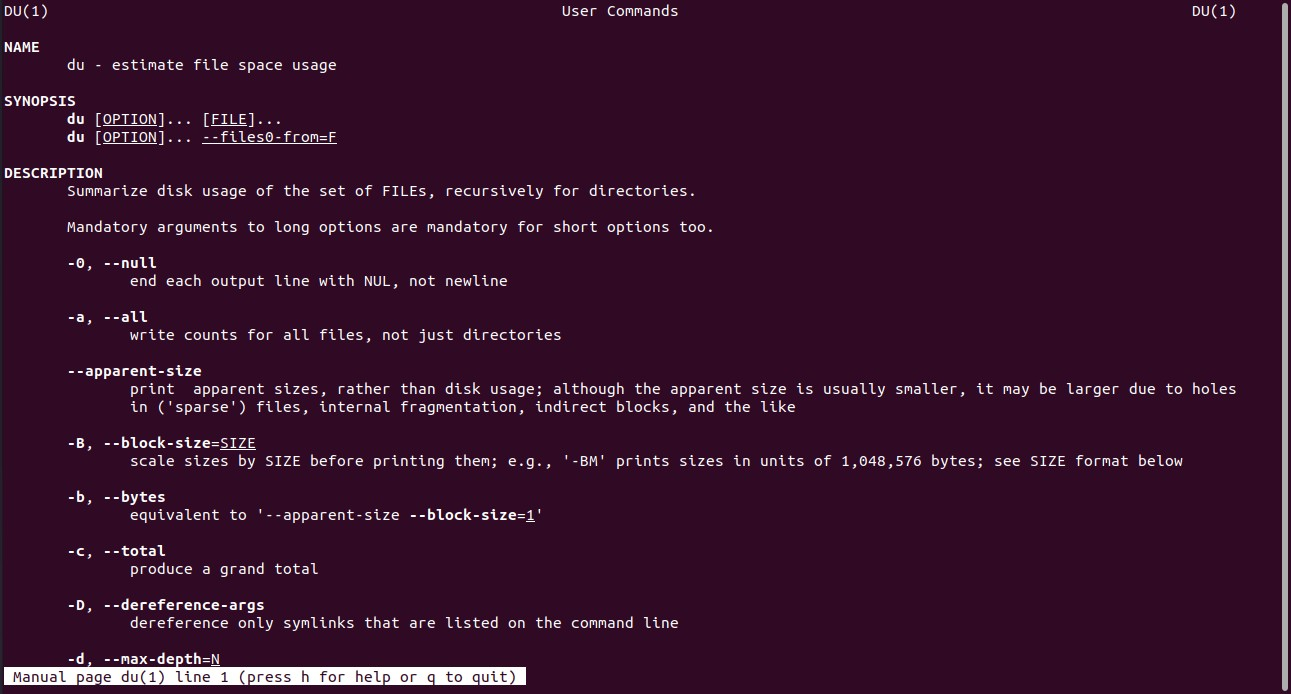 DU(1) User Commands DU(1)
NAME
du - estimate file space usage
SYNOPSIS
du [OPTION]... [FILE]...
du [OPTION]... --files0-from=F
DESCRIPTION
Summarize disk usage of the set of FILEs, recursively for directories.
Mandatory arguments to long options are mandatory for short options too.
-0, --null
end each output line with NUL, not newline
-a, --all
write counts for all files, not just directories
--apparent-size
print  apparent sizes, rather than disk usage; although the apparent size is usually smaller, it may be larger due to holes
in ('sparse') files, internal fragmentation, indirect blocks, and the like
-B, --block-size=SIZE
scale sizes by SIZE before printing them; e.g., '-BM' prints sizes in units of 1,048,576 bytes; see SIZE format below
-b, --bytes
equivalent to '--apparent-size --block-size=1'
-c, --total
produce a grand total
-D, --dereference-args
dereference only symlinks that are listed on the command line
-d, --max-depth=N
Manual page du(1) line 1 (press h for help or q to quit)